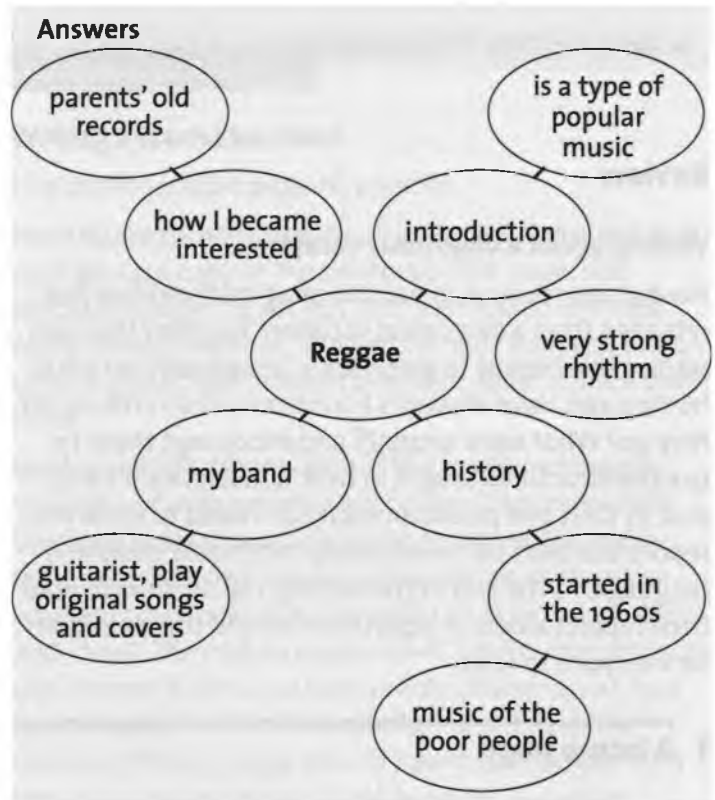 Answers
parents' old
records
is a type of
popular
music
how I became
interested
introduction
Reggae
very strong
rhythm
my band
history
guitarist, play
original songs
and covers
started in
the 1960s
music of the
poor people